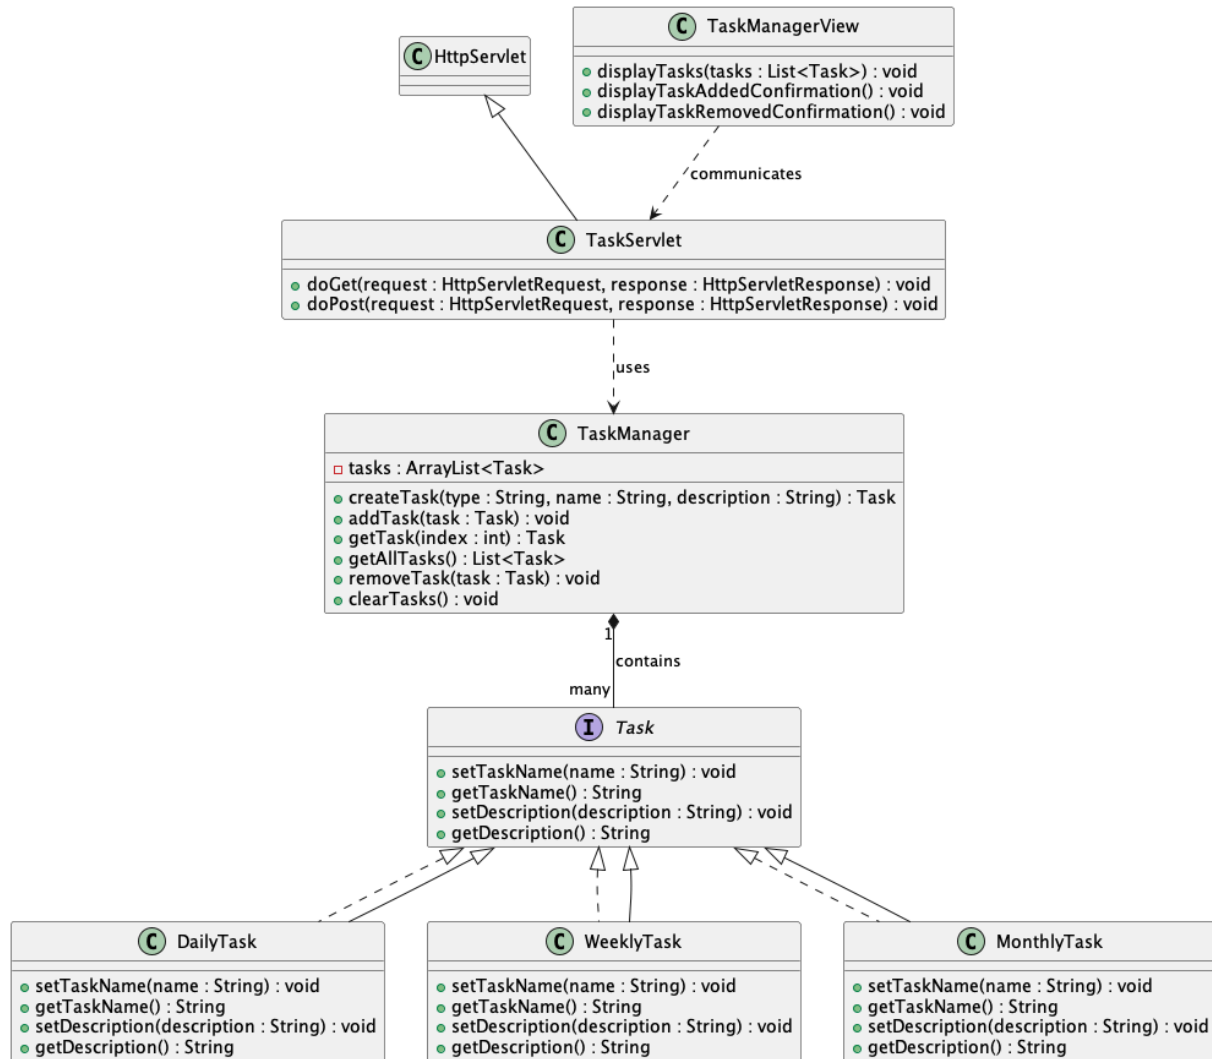 C HttpServlet
C TaskManagerView
displayTasks(tasks : List<Task>) : void
displayTaskAddedConfirmation() : void
displayTaskRemovedConfirmation() : void
communicates
C TaskServlet
doGet(request : HttpServletRequest, response : HttpServletResponse) : void
doPost(request : HttpServletRequest, response : HttpServletResponse) : void
uses
C TaskManager
tasks : ArrayList<Task>
createTask(type : String, name : String, description : String) : Task
addTask(task : Task) : void
getTask(index : int) : Task
getAllTasks() : List<Task>
removeTask(task : Task) : void
clearTasks() : void
1
contains
many
I Task
setTaskName(name : String) : void
getTaskName() : String
setDescription(description : String) : void
getDescription() : String
C DailyTask
setTaskName(name : String) : void
getTaskName() : String
setDescription(description : String) : void
getDescription() : String
C WeeklyTask
setTaskName(name : String) : void
getTaskName() : String
setDescription(description : String) : void
getDescription() : String
C MonthlyTask
setTaskName(name : String) : void
getTaskName() : String
setDescription(description : String) : void
getDescription() : String